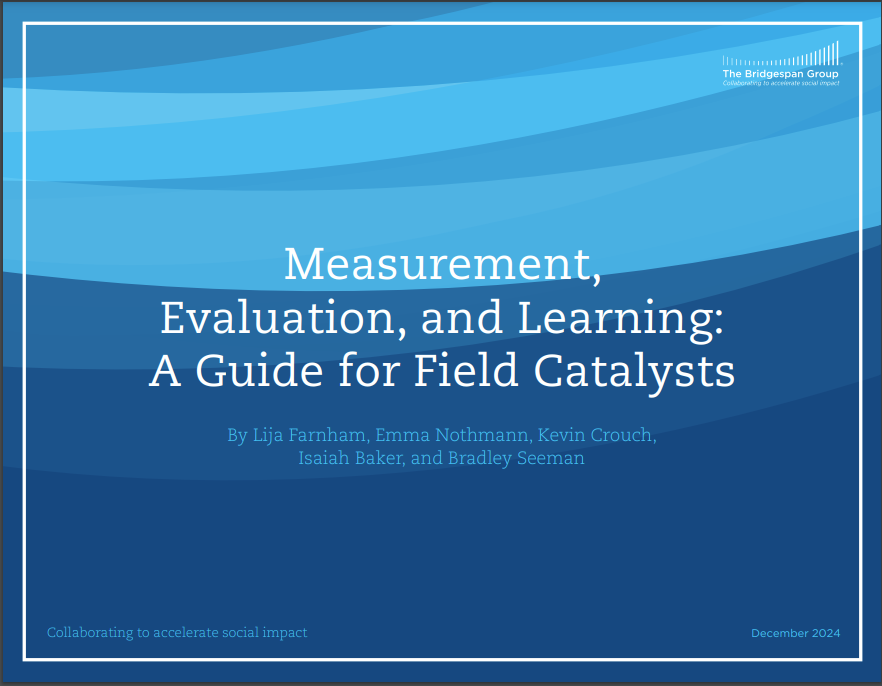 The Bridgespan Group
Collaborating to accelerate social impact
Measurement,
Evaluation, and Learning:
A Guide for Field Catalysts
By Lija Farnham, Emma Nothmann, Kevin Crouch,
Isaiah Baker, and Bradley Seeman
Collaborating to accelerate social impact
December 2024